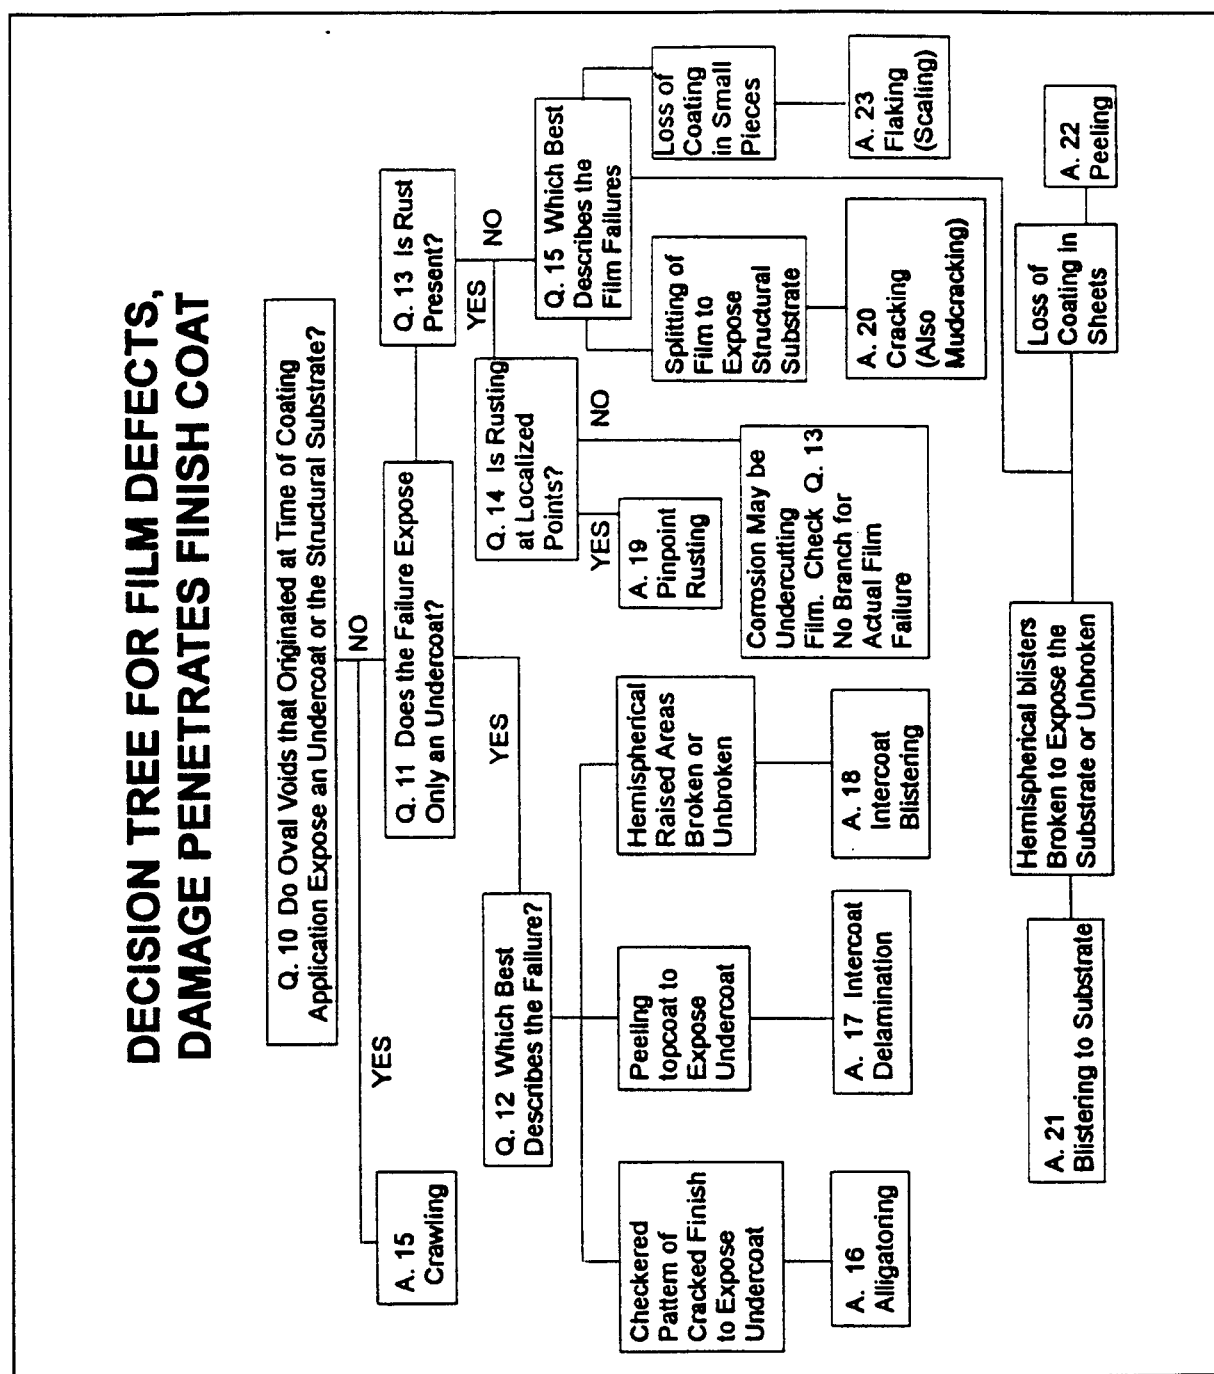 DECISION TREE FOR FILM DEFECTS,
DAMAGE PENETRATES FINISH COAT
Q. 10 Do Oval Voids that Originated at Time of Coating
Application Expose an Undercoat or the Structural Substrate?
YES
NO
A. 15
Crawling
Q. 11 Does the Failure Expose
Only an Undercoat?
YES
Q. 13 Is Rust
Present?
YES
NO
Q. 12 Which Best
Describes the Failure?
Q. 14 Is Rusting
at Localized
Points?
YES
NO
Q. 15 Which Best
Describes the
Film Failures
Checkered
Pattern of
Cracked Finish
to Expose
Undercoat
Peeling
topcoat to
Expose
Undercoat
Hemispherical
Raised Areas
Broken or
Unbroken
A. 19
Pinpoint
Rusting
Splitting of
Film to
Expose
Structural
Substrate
Loss of
Coating
in Small
Pieces
Corrosion May be
Undercutting
Film. Check Q. 13
No Branch for
Actual Film
Failure
A. 16
Alligatoring
A. 17 Intercoat
Delamination
A. 18
Intercoat
Blistering
A. 20
Cracking
(Also
Mudcracking)
A. 23
Flaking
(Scaling)
A. 21
Blistering to Substrate
Hemispherical blisters
Broken to Expose the
Substrate or Unbroken
Loss of
Coating in
Sheets
A. 22
Peeling